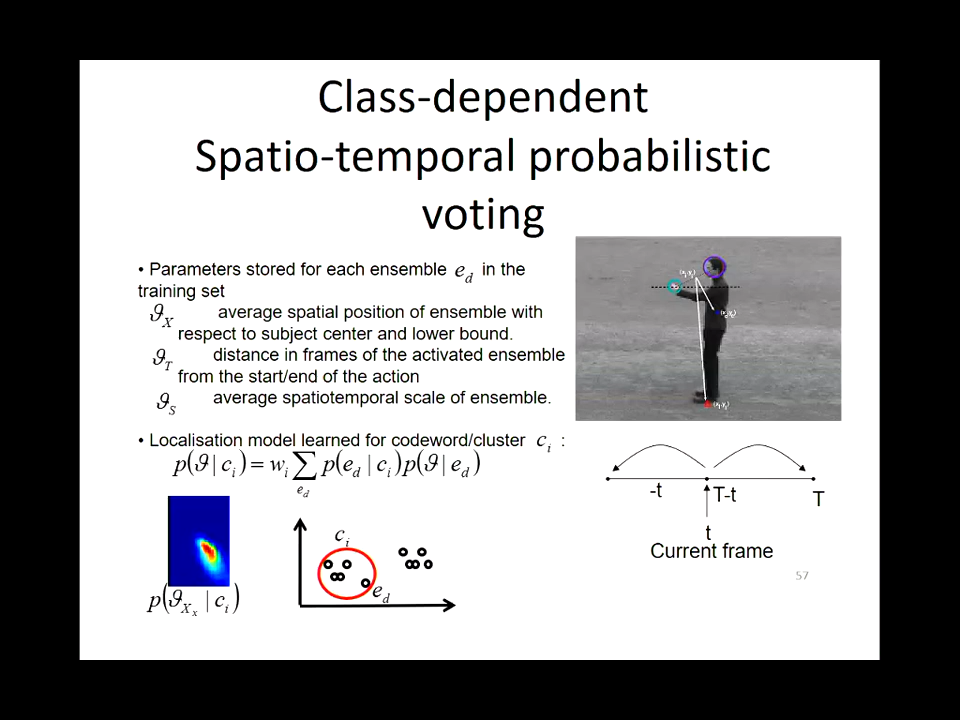 Class-dependent
Spatio-temporal probabilistic
voting
• Parameters stored for each ensemble e_d in the
training set
ϑ_X average spatial position of ensemble with
respect to subject center and lower bound.
ϑ_T distance in frames of the activated ensemble
from the start/end of the action
ϑ_S average spatiotemporal scale of ensemble.
• Localisation model learned for codeword/cluster c_i :
p(ϑ | c_i) = w_i ∑_{e_d} p(e_d | c_i) p(ϑ | e_d)
p(ϑ_{X_x} | c_i)
c_i
e_d
-t
T-t
T
t
Current frame
57